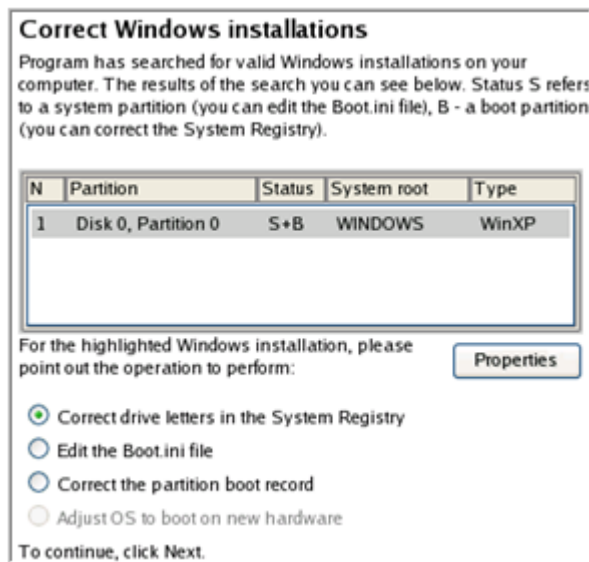 Correct Windows installations
Program has searched for valid Windows installations on your
computer. The results of the search you can see below. Status S refers
to a system partition (you can edit the Boot.ini file), B - a boot partition
(you can correct the System Registry).
N Partition Status System root Type
1 Disk 0, Partition 0 S+B WINDOWS WinXP
For the highlighted Windows installation, please
point out the operation to perform:
Properties
Correct drive letters in the System Registry
Edit the Boot.ini file
Correct the partition boot record
Adjust OS to boot on new hardware
To continue, click Next.